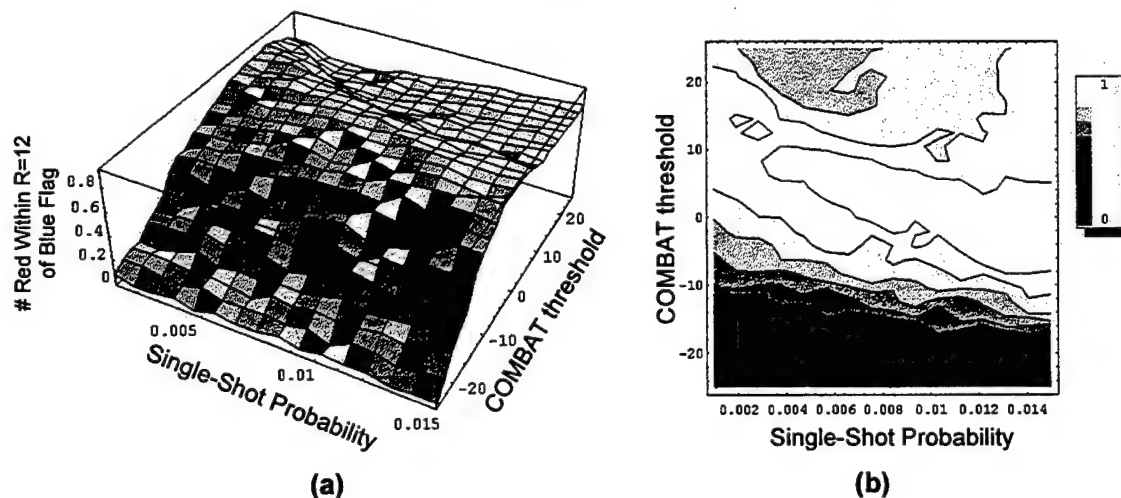 # Red Within R=12
of Blue Flag
0.8
0.6
0.4
0.2
0
0.005
0.01
0.015
Single-Shot Probability
20
10
0
-10
-20
COMBAT threshold
(a)
COMBAT threshold
20
10
0
-10
-20
0.002 0.004 0.006 0.008 0.01 0.012 0.014
Single-Shot Probability
1
0
(b)